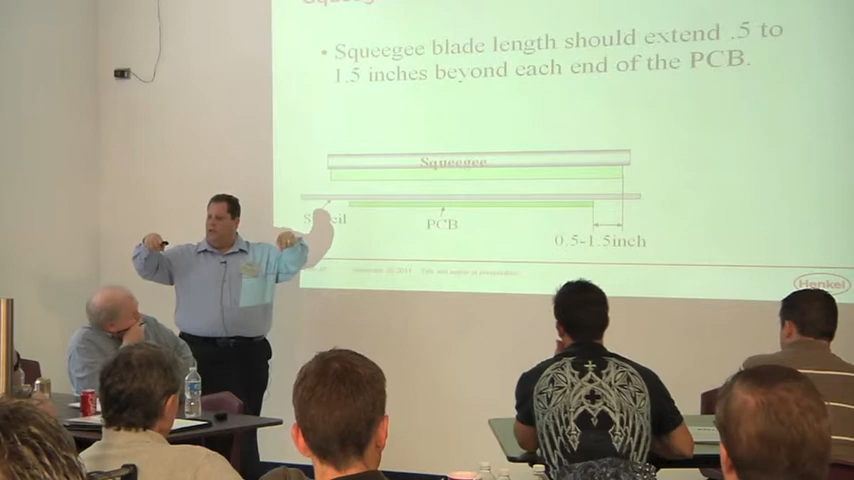 • Squeegee blade length should extend .5 to
1.5 inches beyond each end of the PCB.
Squeegee
PCB
0.5-1.5inch
Henkel